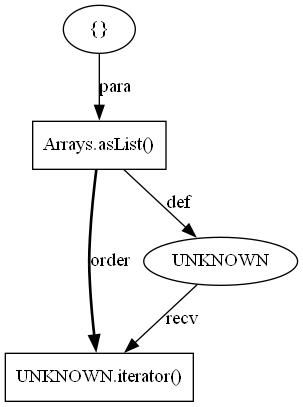 {}
para
Arrays.asList()
def
order
UNKNOWN
recv
UNKNOWN.iterator()